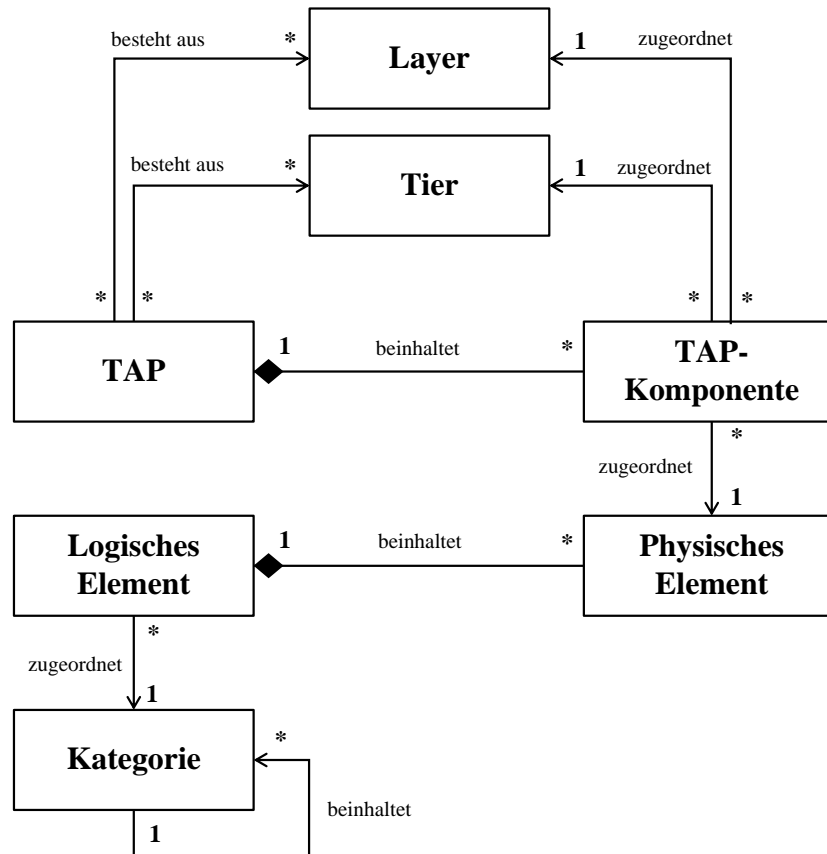 besteht aus * Layer 1 zugeordnet
besteht aus * Tier 1 zugeordnet
* * * *
TAP 1 beinhaltet * TAP-
Komponente
*
zugeordnet
1
Logisches
Element 1 beinhaltet * Physisches
Element
*
zugeordnet
1
Kategorie *
beinhaltet
1